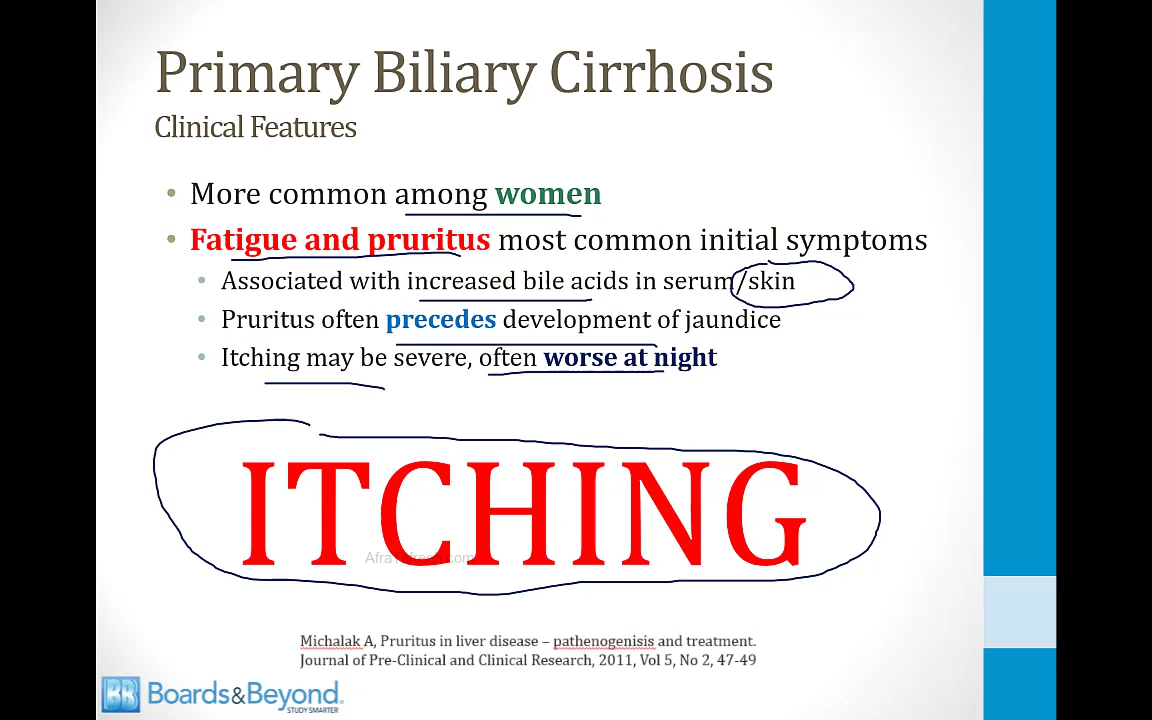 Primary Biliary Cirrhosis
Clinical Features
• More common among women
• Fatigue and pruritus most common initial symptoms
• Associated with increased bile acids in serum/skin
• Pruritus often precedes development of jaundice
• Itching may be severe, often worse at night
ITCHING
Michalak A, Pruritus in liver disease – pathenogenisis and treatment.
Journal of Pre-Clinical and Clinical Research, 2011, Vol 5, No 2, 47-49
BB Boards&Beyond.
STUDY SMARTER